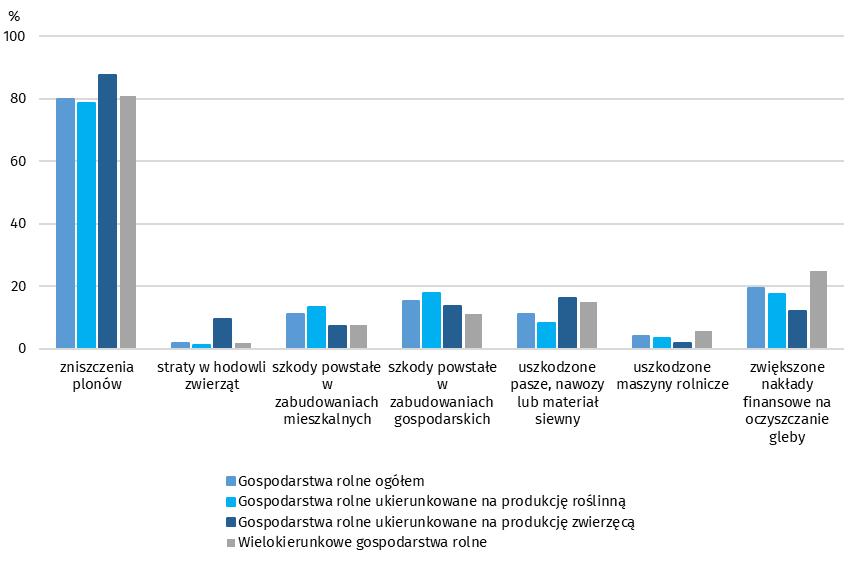 %
100
80
60
40
20
0
zniszczenia
plonów
straty w hodowli
zwierząt
szkody powstałe
w
zabudowaniach
mieszkalnych
szkody powstałe
w
zabudowaniach
gospodarskich
uszkodzone
pasze, nawozy
lub materiał
siewny
uszkodzone
maszyny rolnicze
zwiększone
nakłady
finansowe na
oczyszczanie
gleby
Gospodarstwa rolne ogółem
Gospodarstwa rolne ukierunkowane na produkcję roślinną
Gospodarstwa rolne ukierunkowane na produkcję zwierzęcą
Wielokierunkowe gospodarstwa rolne